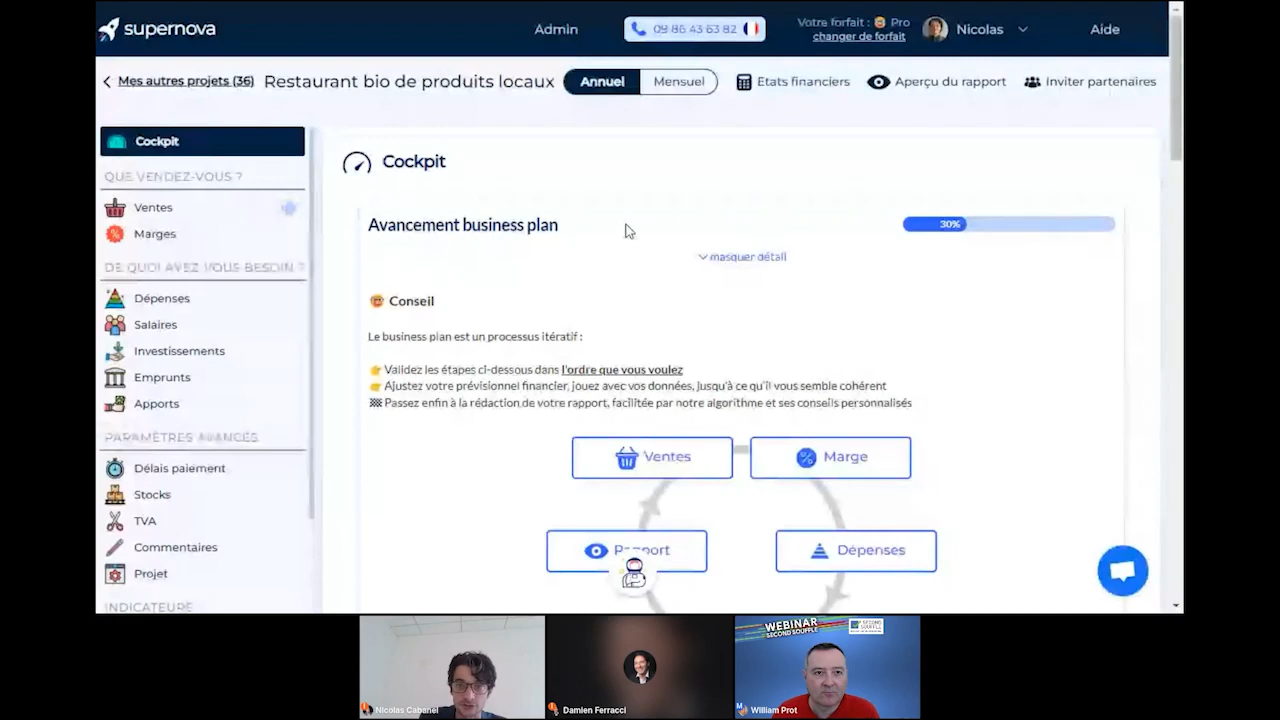 supernova
Admin
09 86 43 63 82
Votre forfait : Pro
changer de forfait
Nicolas
Aide
Mes autres projets (36)
Restaurant bio de produits locaux
Annuel
Mensuel
Etats financiers
Aperçu du rapport
Inviter partenaires
Cockpit
QUE VENDEZ-VOUS ?
Ventes
Marges
DE QUOI AVEZ VOUS BESOIN ?
Dépenses
Salaires
Investissements
Emprunts
Apports
PARAMÈTRES AVANCÉS
Délais paiement
Stocks
TVA
Commentaires
Projet
INDICATEURS
Cockpit
Avancement business plan
30%
masquer détail
Conseil
Le business plan est un processus itératif :
Validez les étapes ci-dessous dans l'ordre que vous voulez
Ajustez votre prévisionnel financier, jouez avec vos données, jusqu'à ce qu'il vous semble cohérent
Passez enfin à la rédaction de votre rapport, facilitée par notre algorithme et ses conseils personnalisés
Ventes
Marge
Rapport
Dépenses
WEBINAR
SECOND SOUFFLE
SECOND
SOUFFLE
Nicolas Cabanel
Damien Ferracci
William Prot